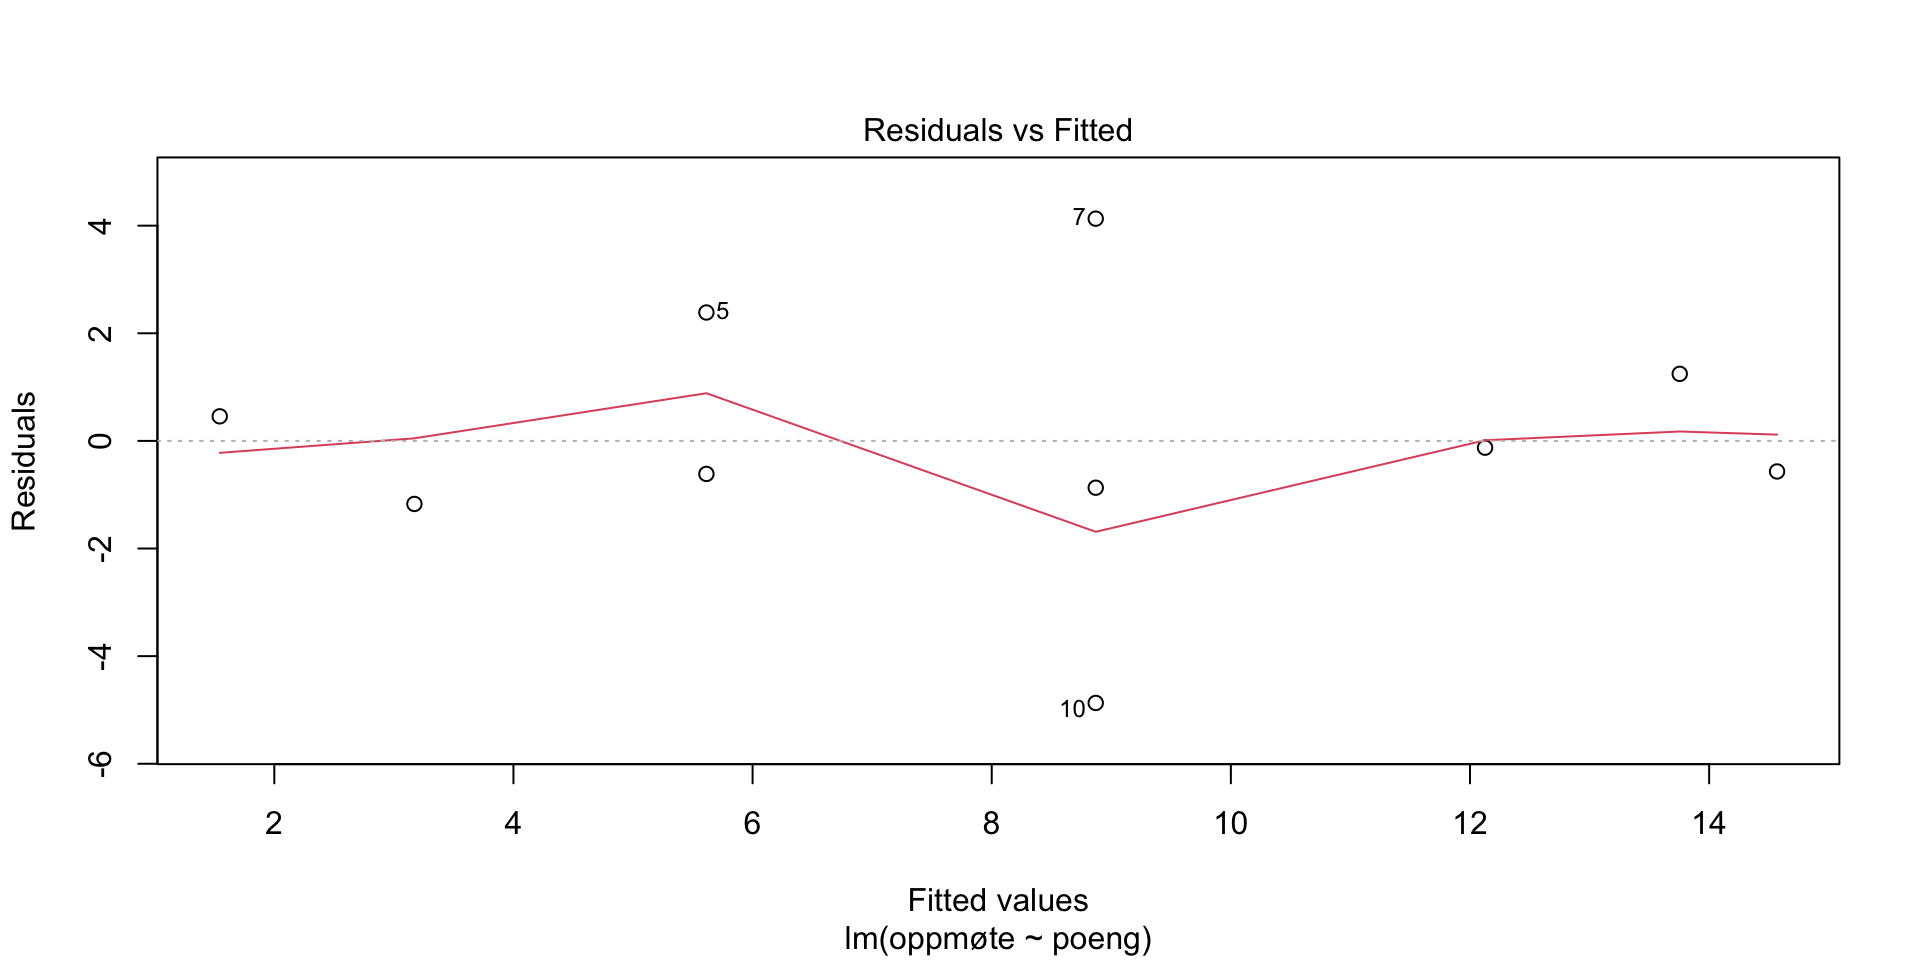 Residuals vs Fitted
Residuals
4
2
0
-2
-4
-6
7
5
10
2 4 6 8 10 12 14
Fitted values
lm(oppmøte ~ poeng)